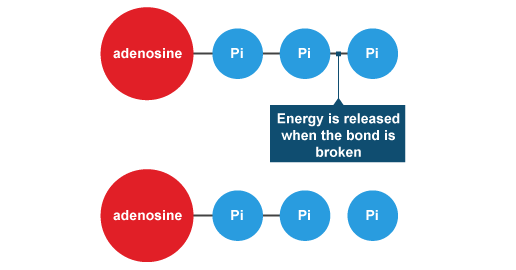 adenosine Pi Pi Pi
Energy is released
when the bond is
broken
adenosine Pi Pi Pi